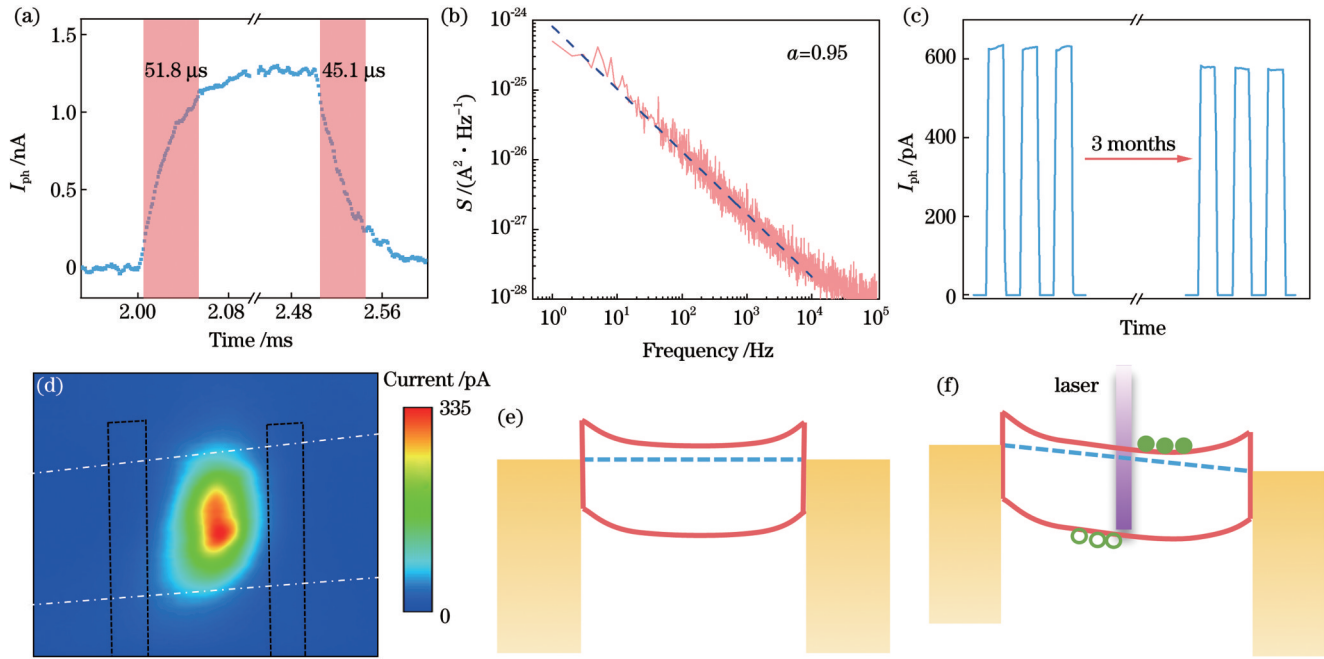 (a)
51.8 μs
45.1 μs
1.5
1.0
0.5
0
I_ph /nA
2.00
2.08
2.48
2.56
Time /ms
(b)
a=0.95
10⁻²⁴
10⁻²⁵
10⁻²⁶
10⁻²⁷
10⁻²⁸
S /(A² · Hz⁻¹)
10⁰
10¹
10²
10³
10⁴
10⁵
Frequency /Hz
(c)
600
400
200
0
I_ph /pA
3 months
Time
(d)
Current /pA
335
0
(e)
(f)
laser